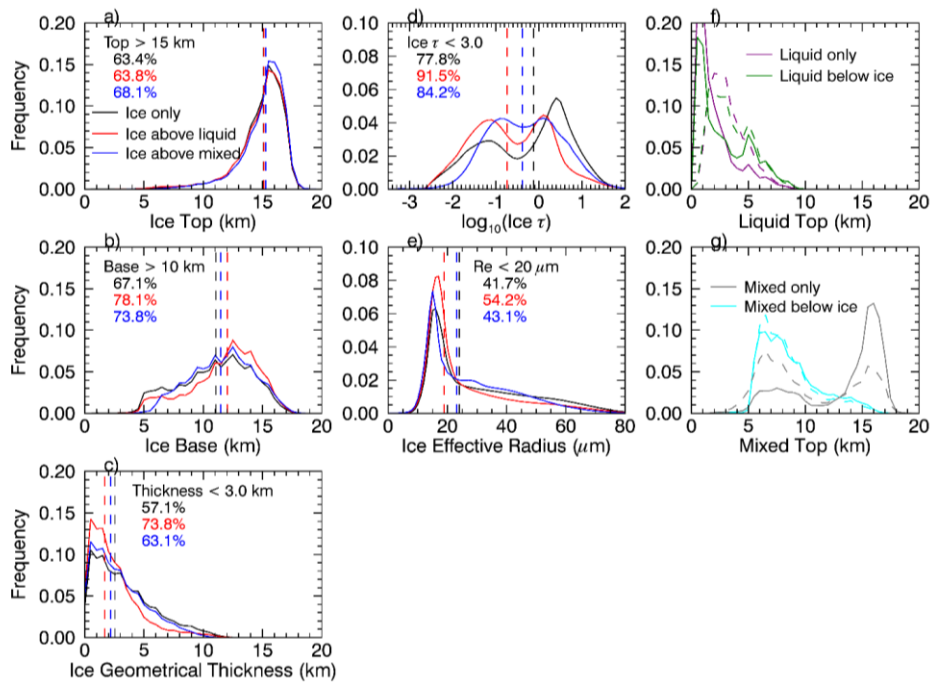 a)
Top > 15 km
63.4%
63.8%
68.1%
Ice only
Ice above liquid
Ice above mixed
0.20
0.15
0.10
0.05
0.00
Frequency
0 5 10 15 20
Ice Top (km)
d)
Ice τ < 3.0
77.8%
91.5%
84.2%
0.10
0.08
0.06
0.04
0.02
0.00
-3 -2 -1 0 1 2
log10(Ice τ)
f)
Liquid only
Liquid below ice
0.20
0.15
0.10
0.05
0.00
0 5 10 15 20
Liquid Top (km)
b)
Base > 10 km
67.1%
78.1%
73.8%
0.20
0.15
0.10
0.05
0.00
Frequency
0 5 10 15 20
Ice Base (km)
e)
Re < 20 μm
41.7%
54.2%
43.1%
0.10
0.08
0.06
0.04
0.02
0.00
0 20 40 60 80
Ice Effective Radius (μm)
g)
Mixed only
Mixed below ice
0.20
0.15
0.10
0.05
0.00
0 5 10 15 20
Mixed Top (km)
c)
Thickness < 3.0 km
57.1%
73.8%
63.1%
0.20
0.15
0.10
0.05
0.00
Frequency
0 5 10 15 20
Ice Geometrical Thickness (km)